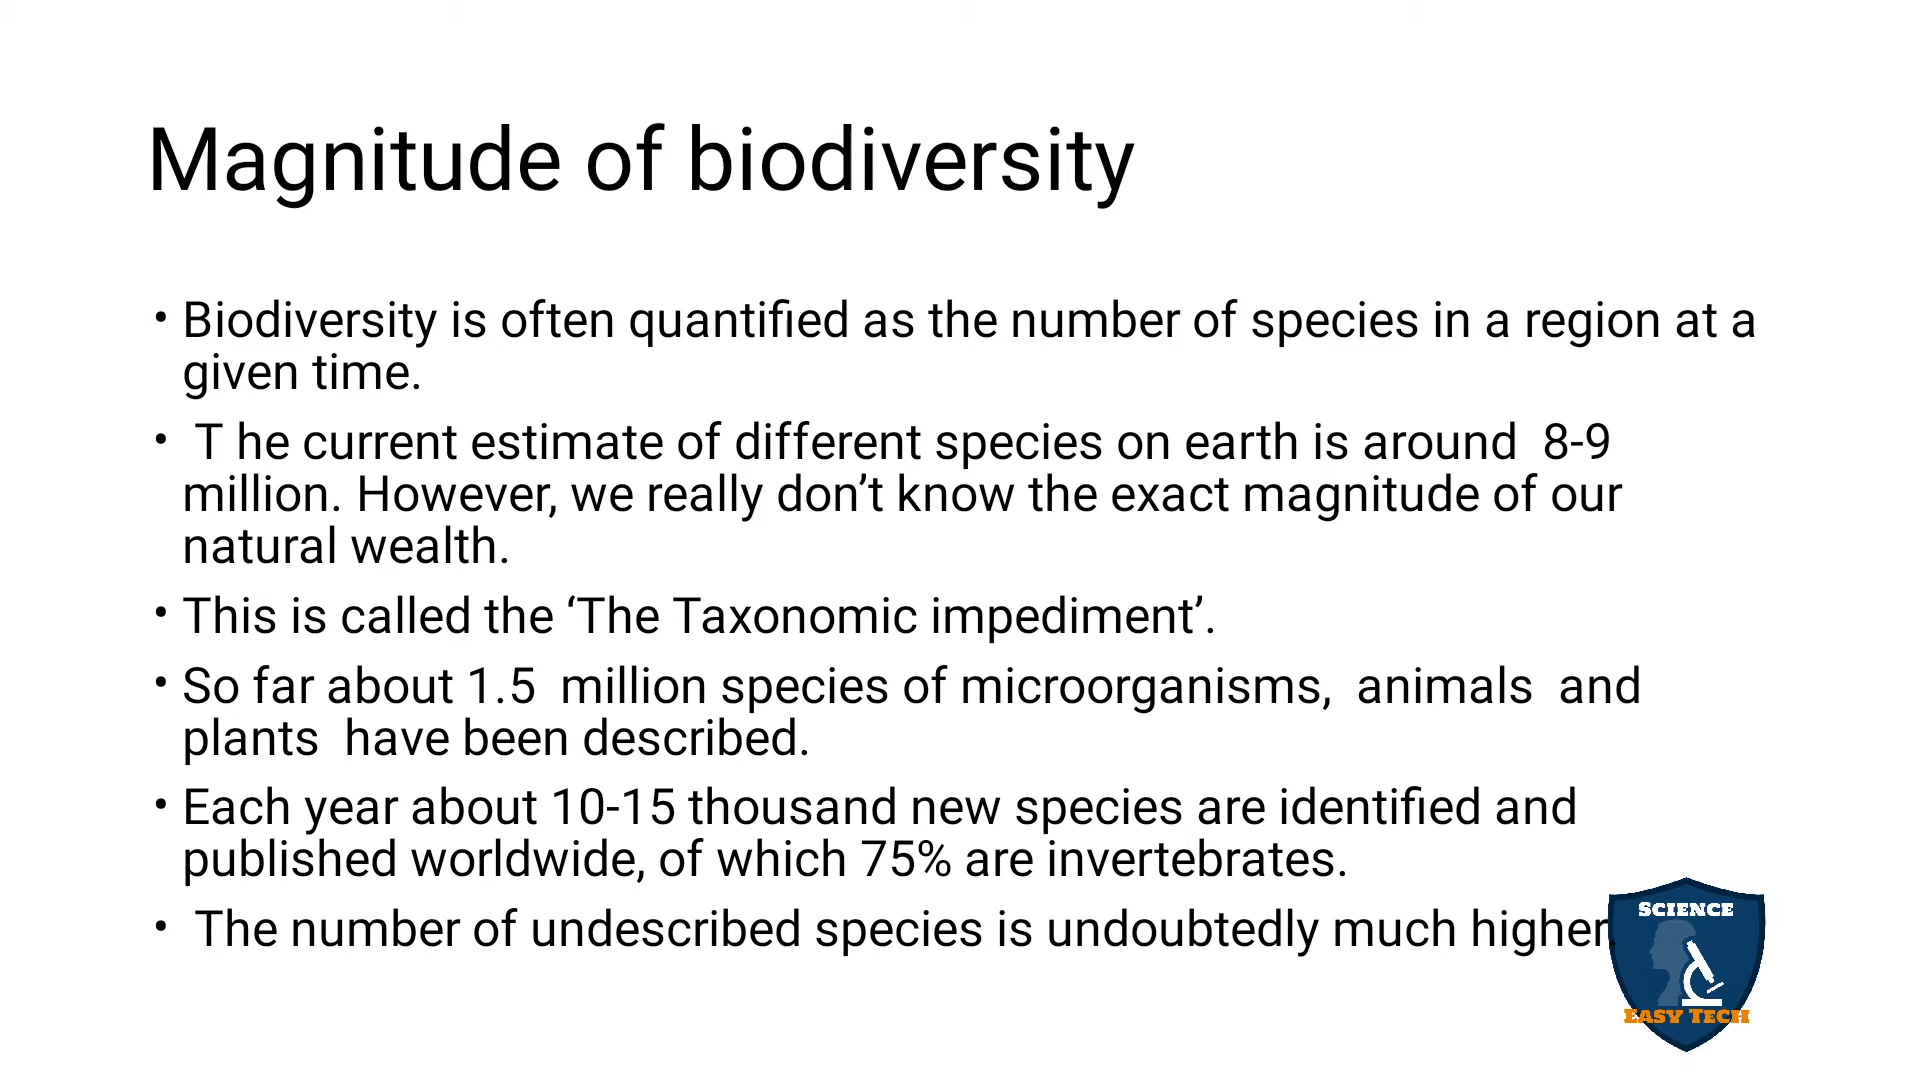 Magnitude of biodiversity
• Biodiversity is often quantified as the number of species in a region at a
given time.
• T he current estimate of different species on earth is around  8-9
million. However, we really don’t know the exact magnitude of our
natural wealth.
• This is called the ‘The Taxonomic impediment’.
• So far about 1.5  million species of microorganisms,  animals  and
plants  have been described.
• Each year about 10-15 thousand new species are identified and
published worldwide, of which 75% are invertebrates.
• The number of undescribed species is undoubtedly much higher.
SCIENCE
EASY TECH